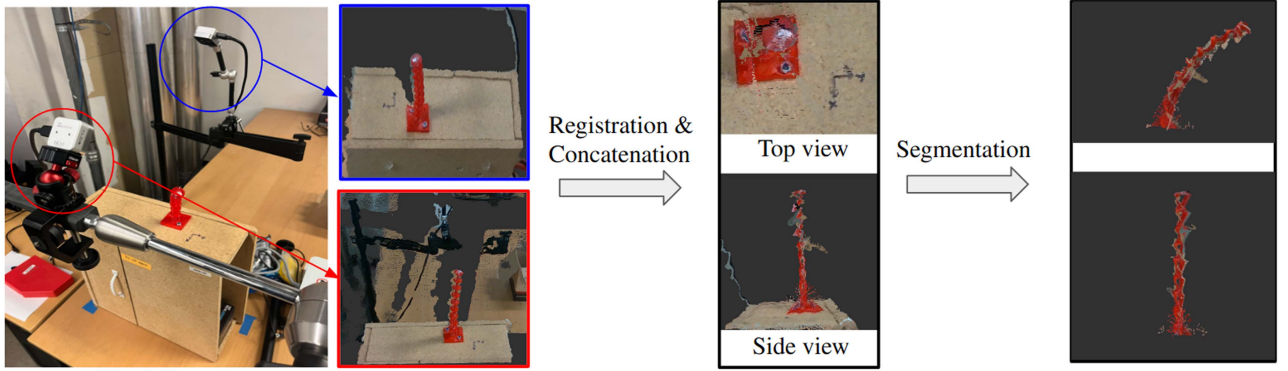 Registration &
Concatenation
Top view
Side view
Segmentation